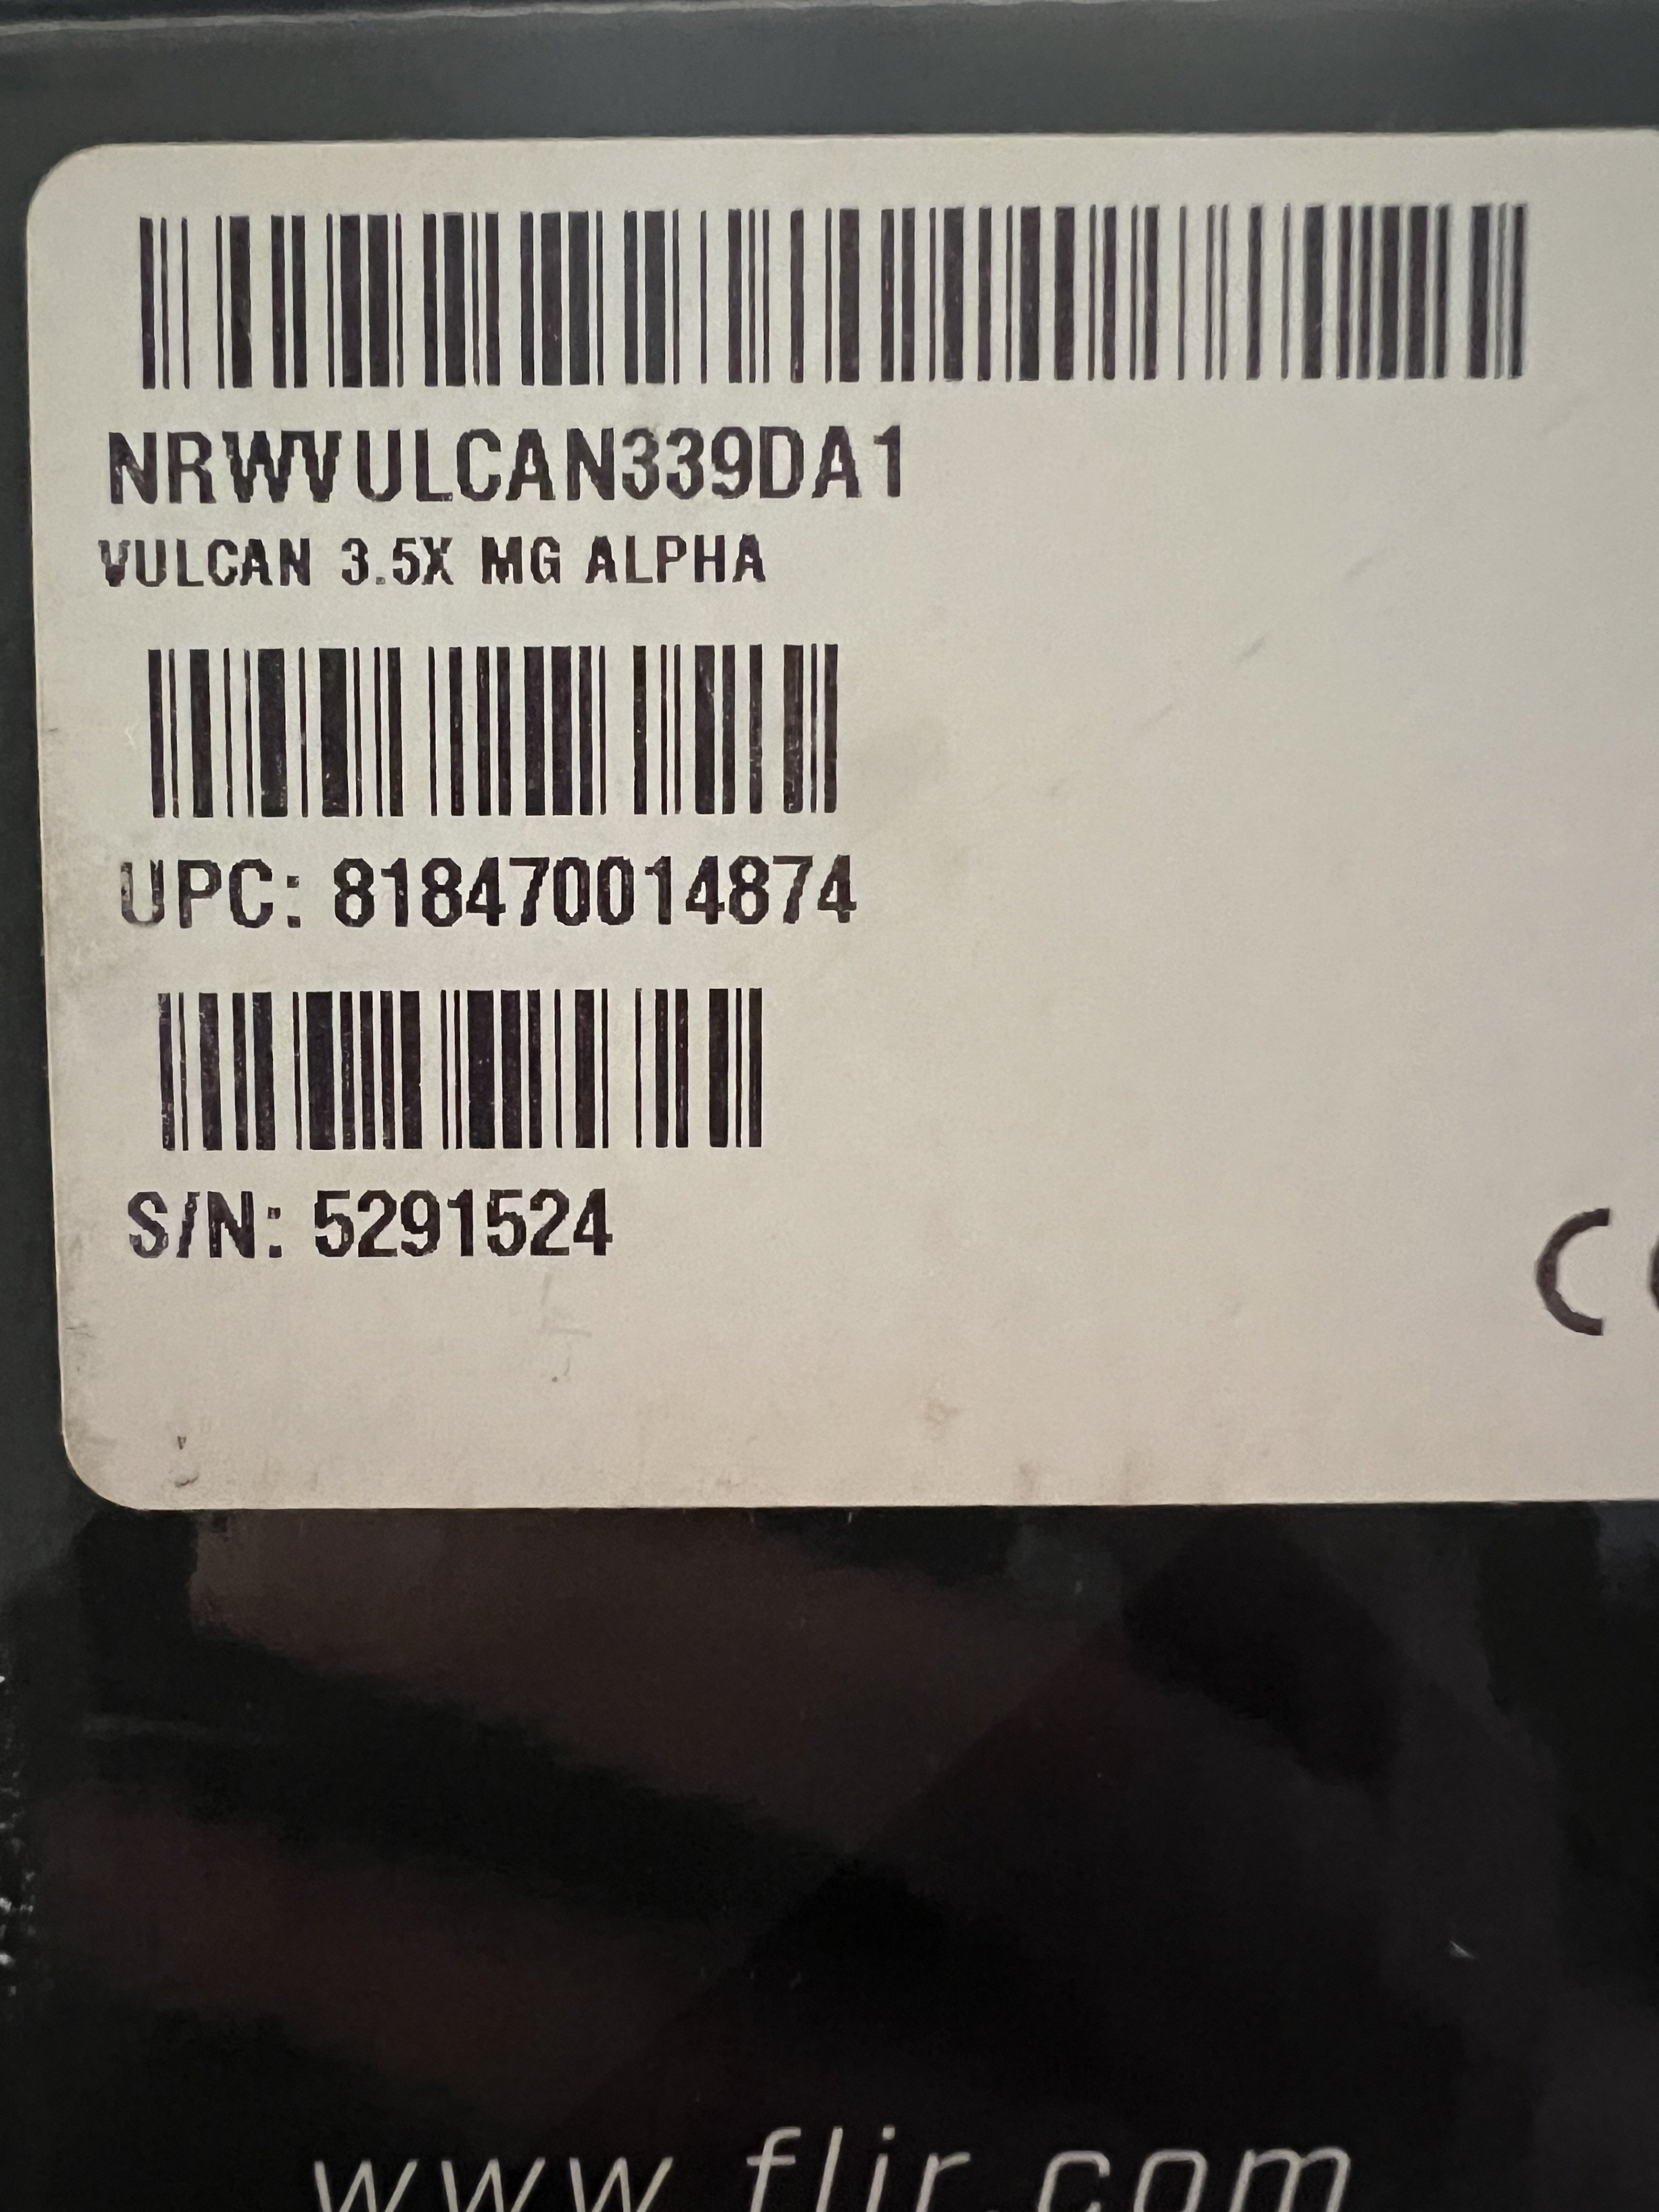 NRWVULCAN339DA1
VULCAN 3.5X MG ALPHA
UPC: 818470014874
S/N: 5291524
www.flir.com